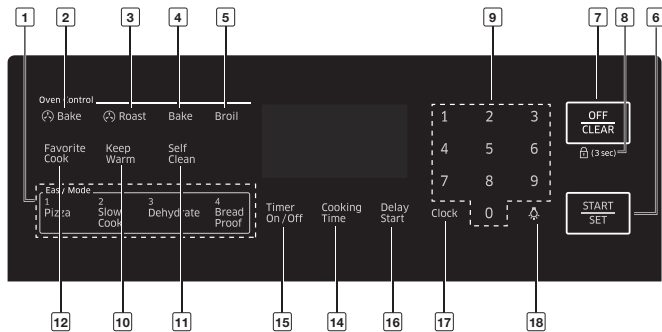 1 2 3 4 5 9 7 8 6
Oven Control
Bake Roast Bake Broil
Favorite Cook
Keep Warm
Self Clean
Easy Mode
1 Pizza
2 Slow Cook
3 Dehydrate
4 Bread Proof
Timer On/Off
Cooking Time
Delay Start
1 2 3
4 5 6
7 8 9
Clock 0
OFF
CLEAR
(3 sec)
START
SET
12 10 11 15 14 16 17 18